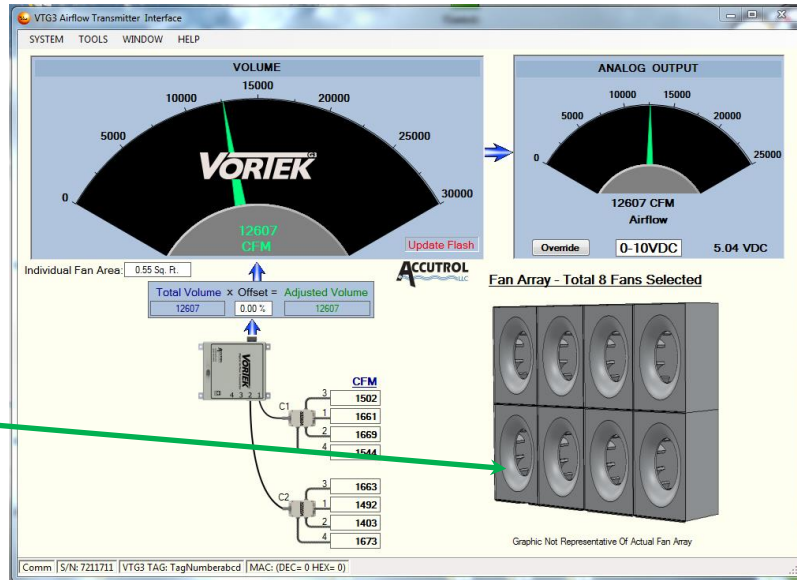 VTG3 Airflow Transmitter Interface
SYSTEM TOOLS WINDOW HELP
VOLUME
0
5000
10000
15000
20000
25000
30000
VORTEK
12607
CFM
Update Flash
ANALOG OUTPUT
0
5000
10000
15000
20000
25000
12607 CFM
Airflow
Override 0-10VDC 5.04 VDC
Individual Fan Area: 0.55 Sq. Ft.
ACCUTROL LLC
Total Volume x Offset = Adjusted Volume
12607 0.00 % 12607
VORTEK
4 3 2 1
CFM
C1
3 1502
1 1661
2 1669
4 1544
C2
3 1663
1 1492
2 1403
4 1673
Fan Array - Total 8 Fans Selected
Graphic Not Representative Of Actual Fan Array
Comm S/N: 7211711 VTG3 TAG: TagNumberabcd MAC: (DEC= 0 HEX= 0)